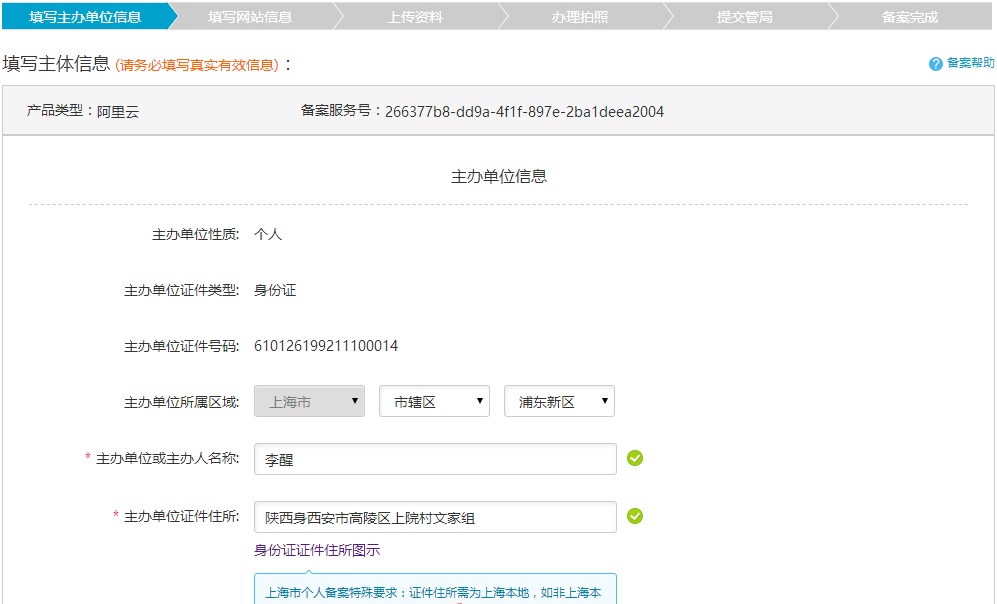 填写主办单位信息 填写网站信息 上传资料 办理拍照 提交管局 备案完成
填写主体信息 (请务必填写真实有效信息) ： 备案帮助
产品类型：阿里云 备案服务号：266377b8-dd9a-4f1f-897e-2ba1deea2004
主办单位信息
主办单位性质: 个人
主办单位证件类型: 身份证
主办单位证件号码: 610126199211100014
主办单位所属区域: 上海市 市辖区 浦东新区
* 主办单位或主办人名称: 李醒
* 主办单位证件住所: 陕西身西安市高陵区上院村文家组
身份证证件住所图示
上海市个人备案特殊要求：证件住所需为上海本地，如非上海本